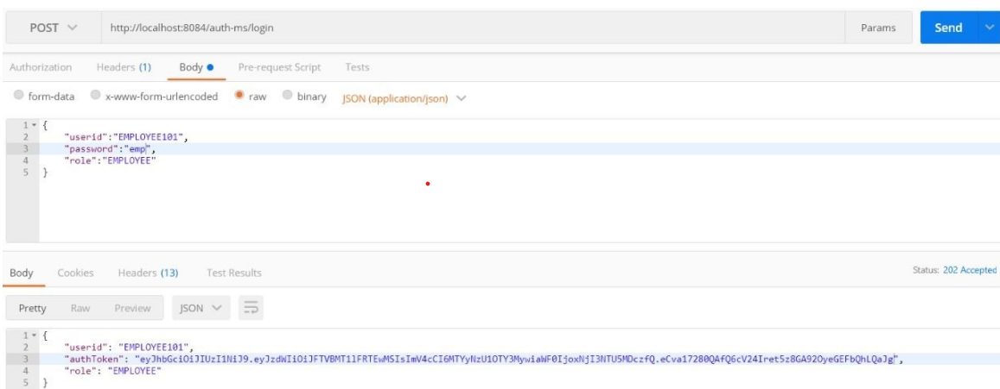 POST http://localhost:8084/auth-ms/login Params Send
Authorization Headers (1) Body Pre-request Script Tests
form-data x-www-form-urlencoded raw binary JSON (application/json)
1 {
2 "userid":"EMPLOYEE101",
3 "password":"emp",
4 "role":"EMPLOYEE"
5 }
Body Cookies Headers (13) Test Results Status: 202 Accepted
Pretty Raw Preview JSON
1 {
2 "userid": "EMPLOYEE101",
3 "authToken": "eyJhbGciOiJIUzI1NiJ9.eyJzdWIiOiJFTVBMT1lFRTEwMSIsImV4cCI6MTYyNzU1OTY3MywiaWF0IjoxNjI3NTU5MDczfQ.eCva17280QAfQ6cV24Iret5z8GA92OyeGEFbQhLQaJg",
4 "role": "EMPLOYEE"
5 }